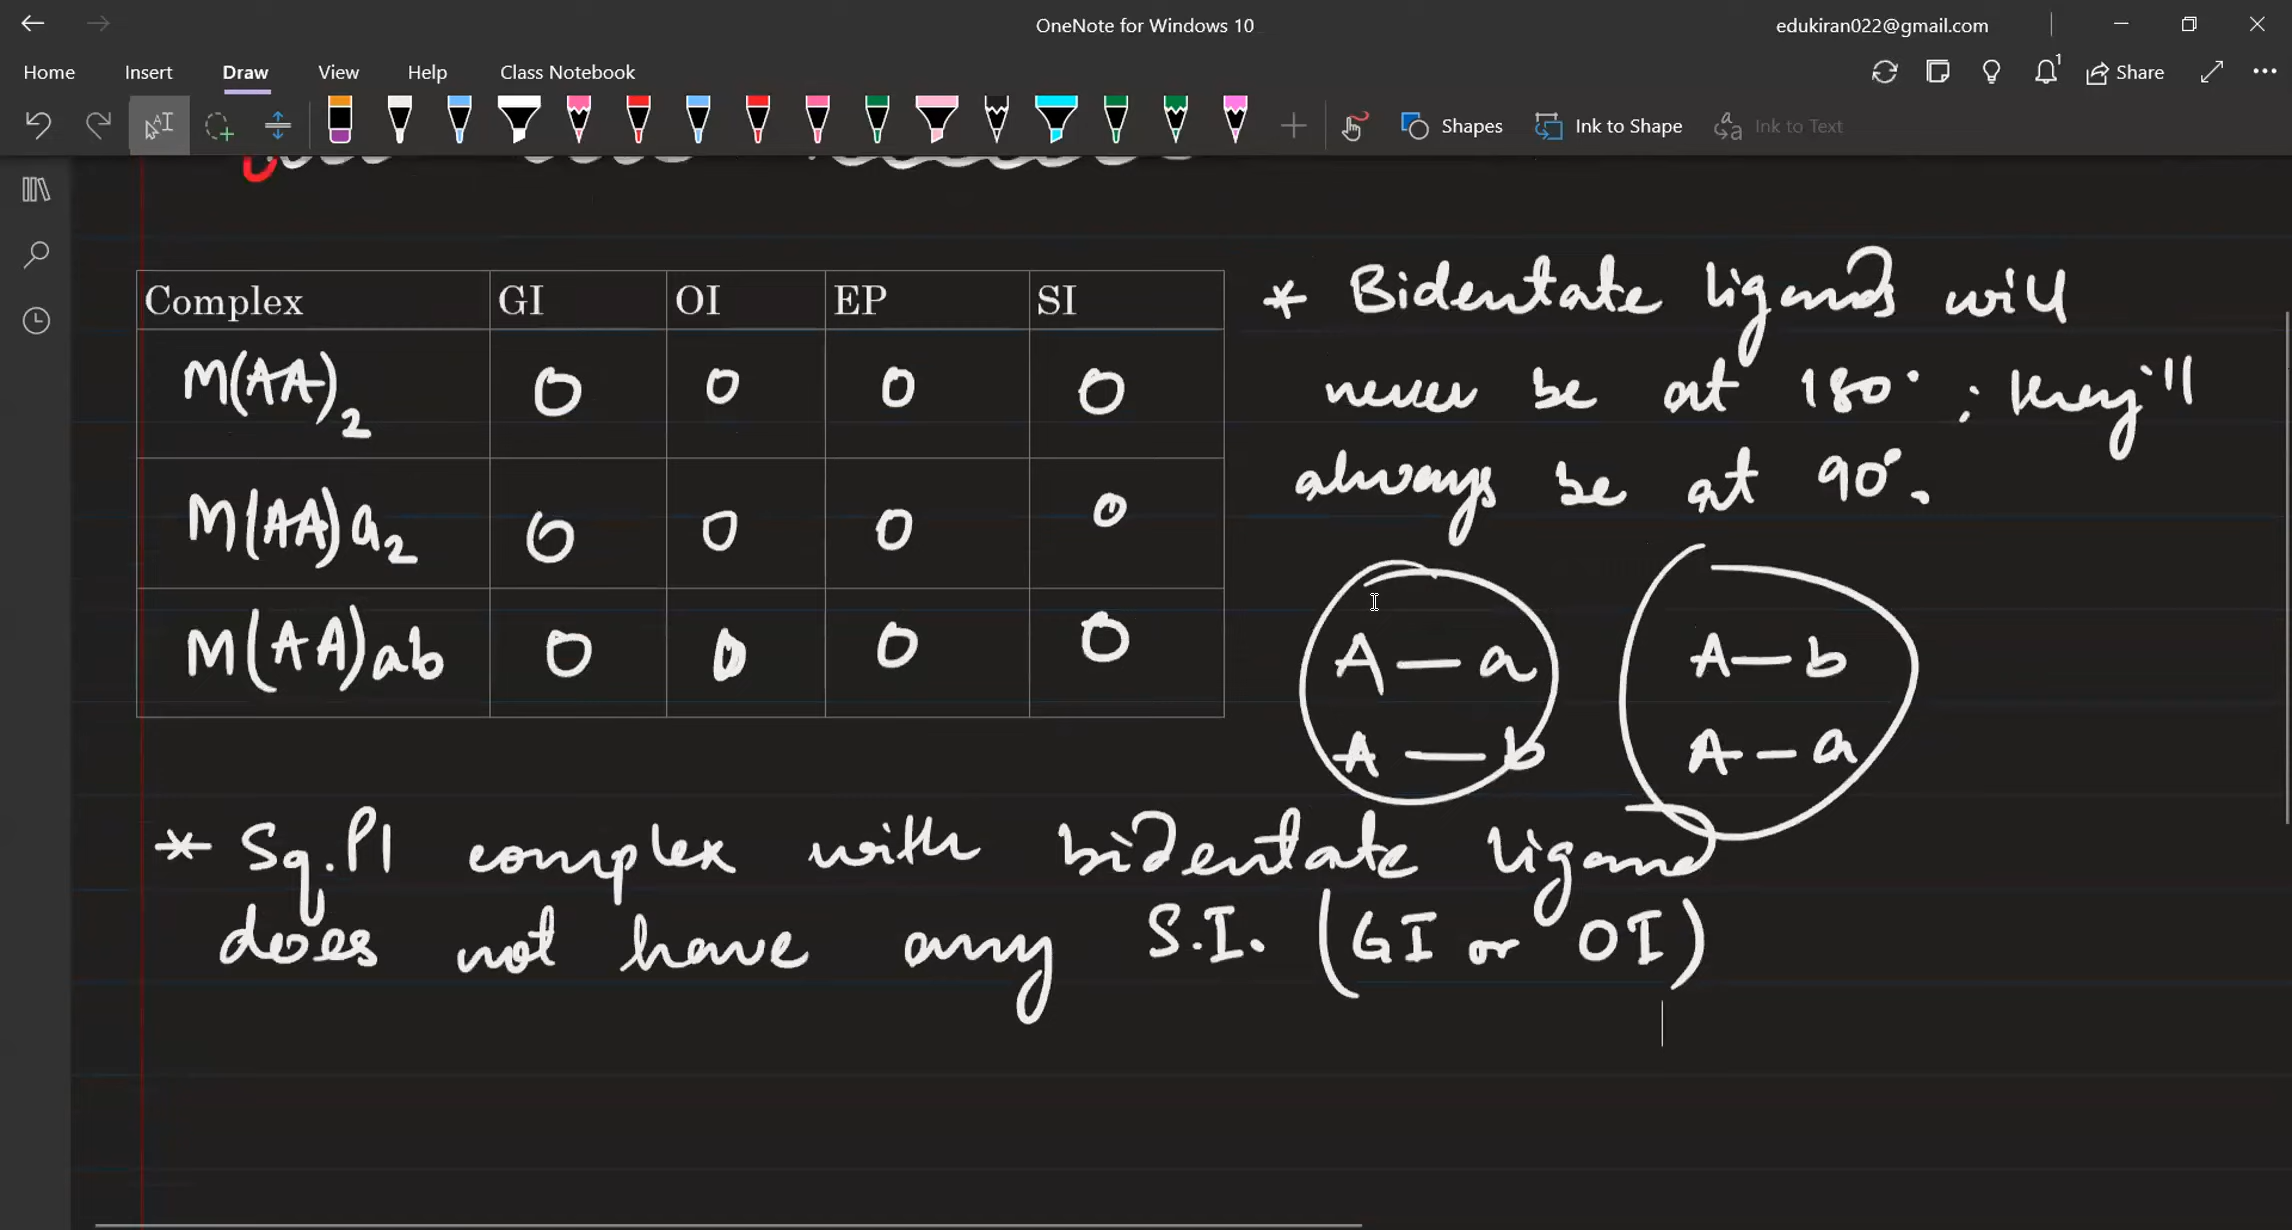 OneNote for Windows 10
edukiran022@gmail.com
Home Insert Draw View Help Class Notebook
Share
Shapes Ink to Shape Ink to Text
Complex GI OI EP SI
M(AA)₂ 0 0 0 0
M(AA)a₂ 0 0 0 0
M(AA)ab 0 0 0 0
* Bidentate ligands will
never be at 180° ; they'll
always be at 90°.
A — a
A — b
A — b
A — a
* Sq. Pl complex with bidentate ligand
does not have any S.I. (GI or OI)